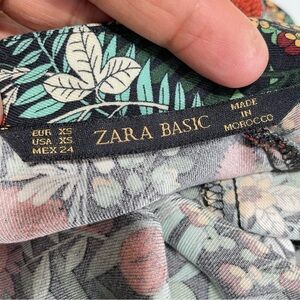 EUR XS
USA XS
MEX 24
ZARA BASIC
MADE
IN
MOROCCO